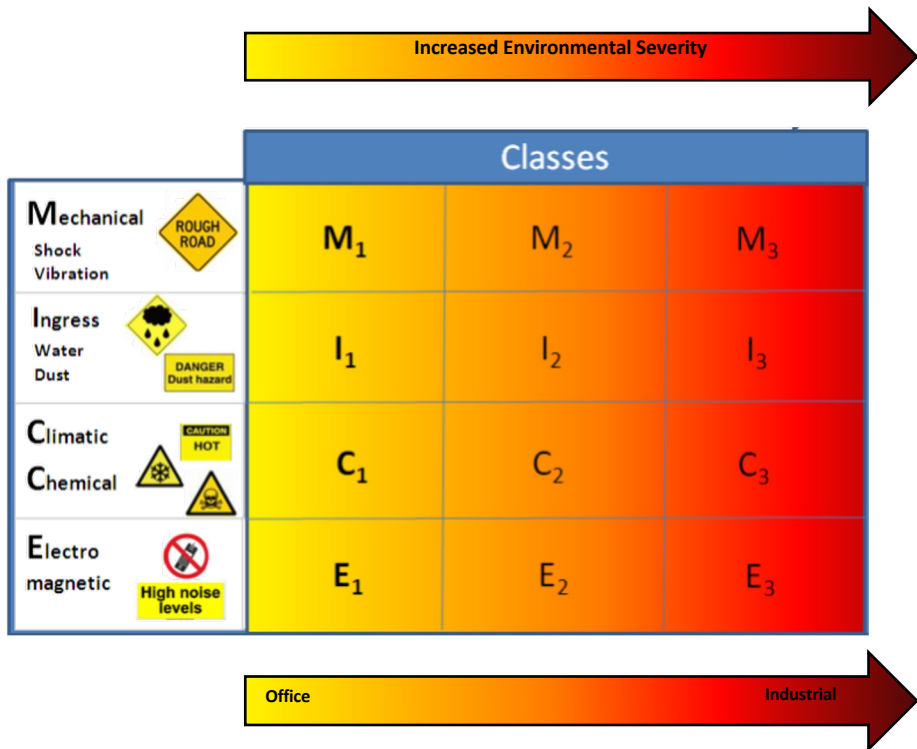 Increased Environmental Severity
Classes
Mechanical
Shock
Vibration
ROUGH
ROAD
M₁
M₂
M₃
Ingress
Water
Dust
DANGER
Dust hazard
I₁
I₂
I₃
Climatic
Chemical
CAUTION
HOT
C₁
C₂
C₃
Electro
magnetic
High noise
levels
E₁
E₂
E₃
Office
Industrial